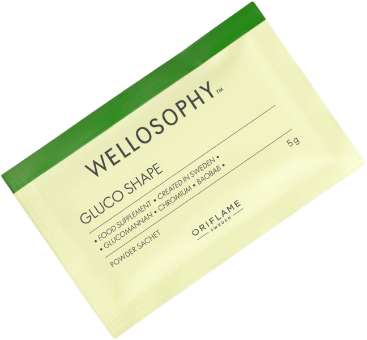 WELLOSOPHY™
GLUCO SHAPE
• FOOD SUPPLEMENT • CREATED IN SWEDEN •
• GLUCOMANNAN • CHROMIUM • BAOBAB •
POWDER SACHET
5g
ORIFLAME
SWEDEN